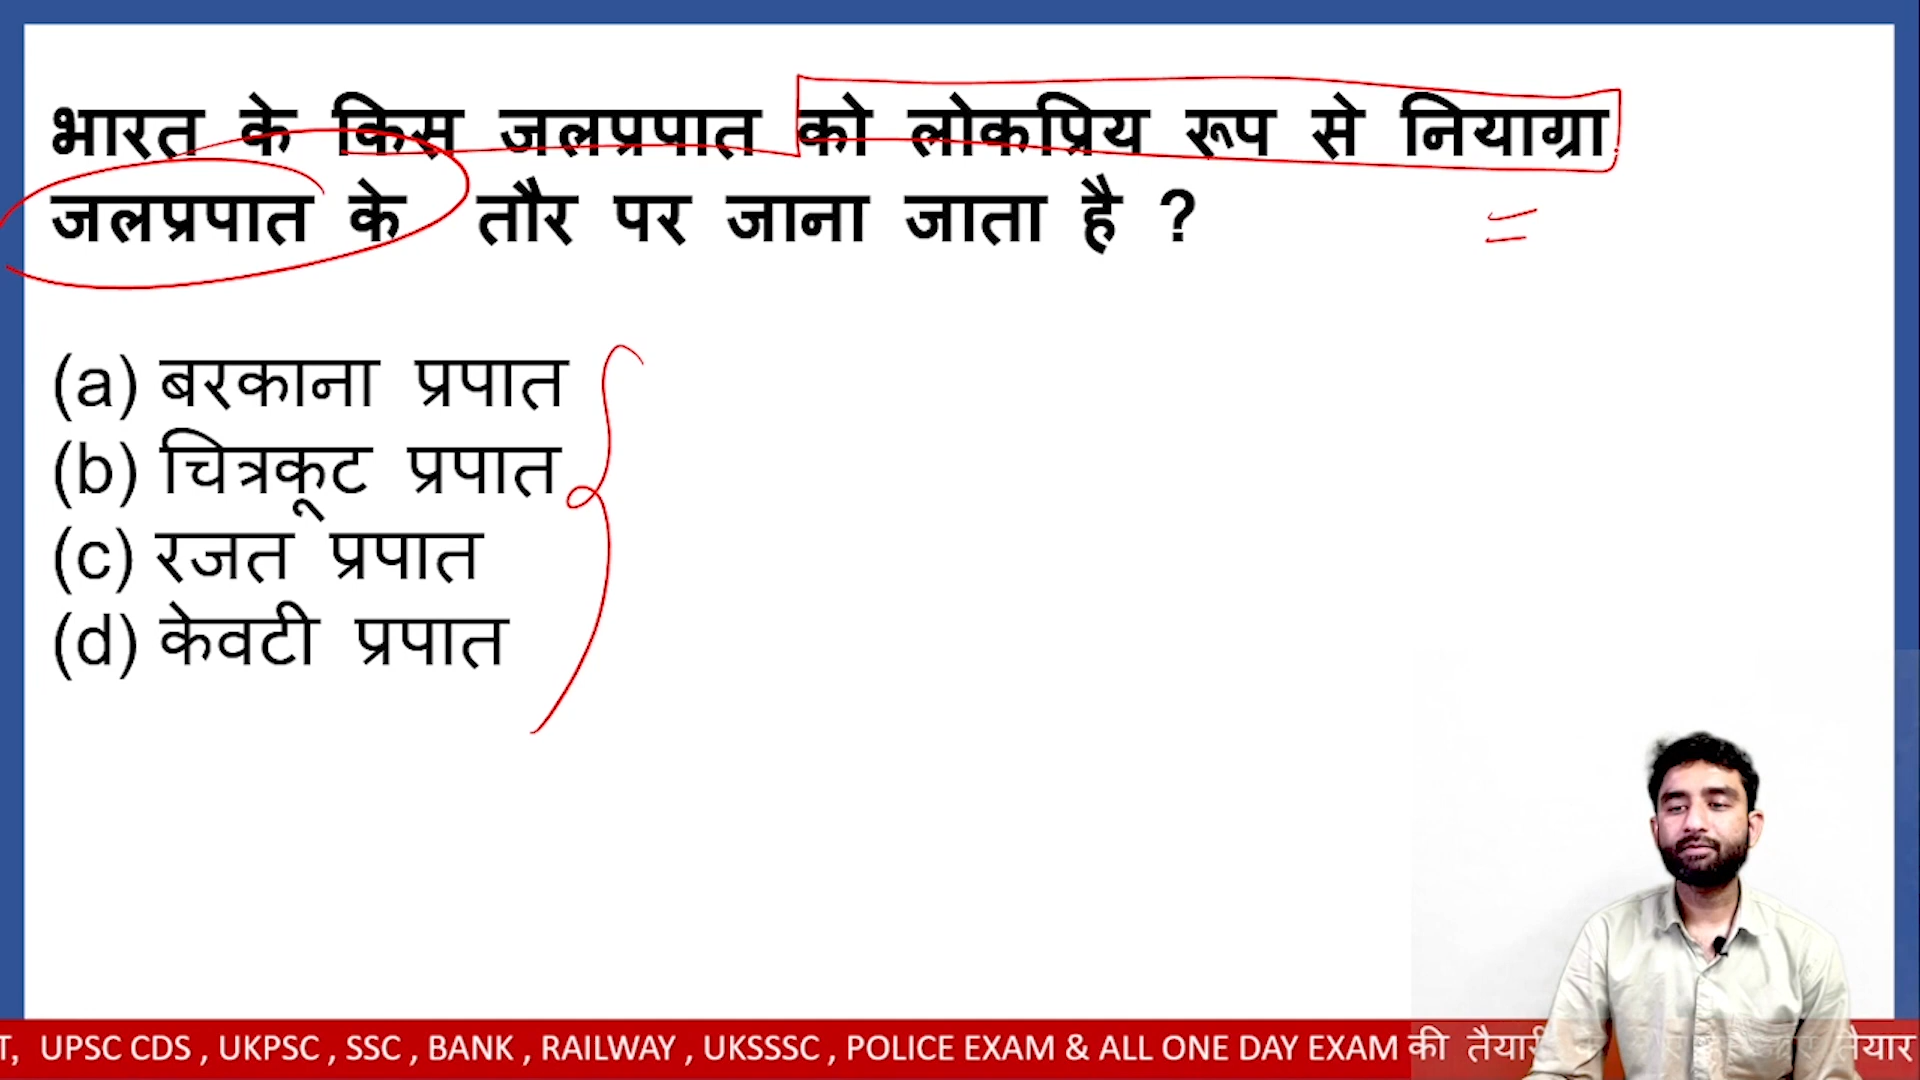 भारत के किस जलप्रपात को लोकप्रिय रूप से नियाग्रा
जलप्रपात के तौर पर जाना जाता है ?
(a) बरकाना प्रपात
(b) चित्रकूट प्रपात
(c) रजत प्रपात
(d) केवटी प्रपात
T, UPSC CDS , UKPSC , SSC , BANK , RAILWAY , UKSSSC , POLICE EXAM & ALL ONE DAY EXAM की तैयारी